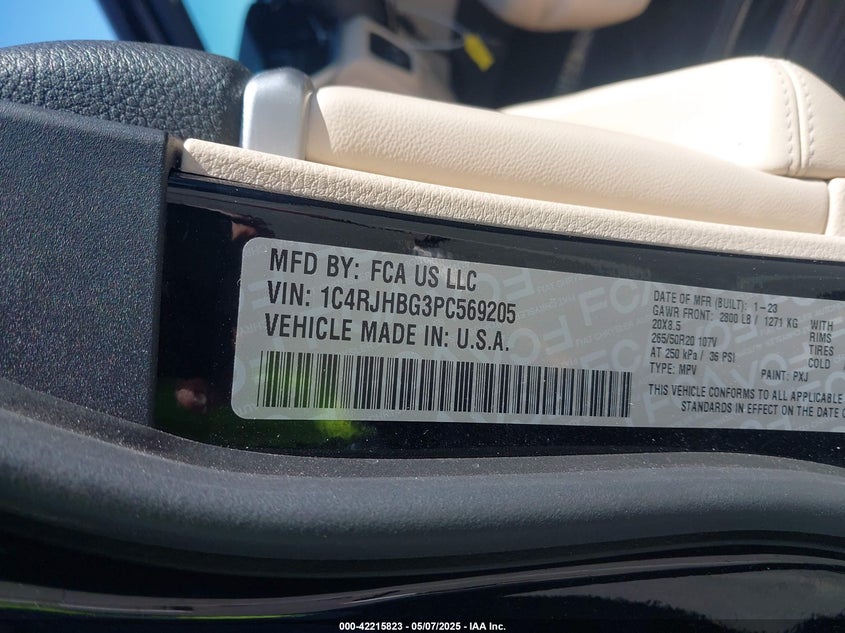 MFD BY: FCA US LLC
VIN: 1C4RJHBG3PC569205
VEHICLE MADE IN: U.S.A.
DATE OF MFR (BUILT): 1-23
GAWR FRONT: 2800 LB / 1271 KG WITH
20X8.5 RIMS
265/50R20 107V TIRES
AT 250 kPa / 36 PSI COLD
TYPE: MPV PAINT: PXJ
THIS VEHICLE CONFORMS TO ALL APPLICABLE
STANDARDS IN EFFECT ON THE DATE O
000-42215823 - 05/07/2025 - IAA Inc.